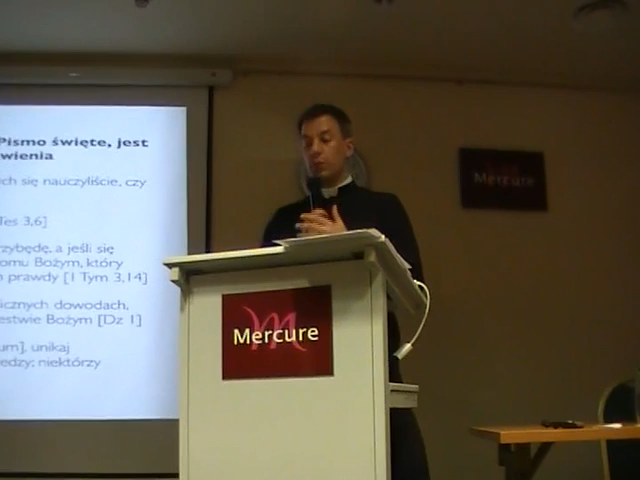 Pismo święte, jest
wienia
ch się nauczyliście, czy
Tes 3,6]
zybędę, a jeśli się
omu Bożym, który
prawdy [1 Tym 3,14]
icznych dowodach,
estwie Bożym [Dz 1]
um], unikaj
edzy; niektórzy
Mercure
Mercure